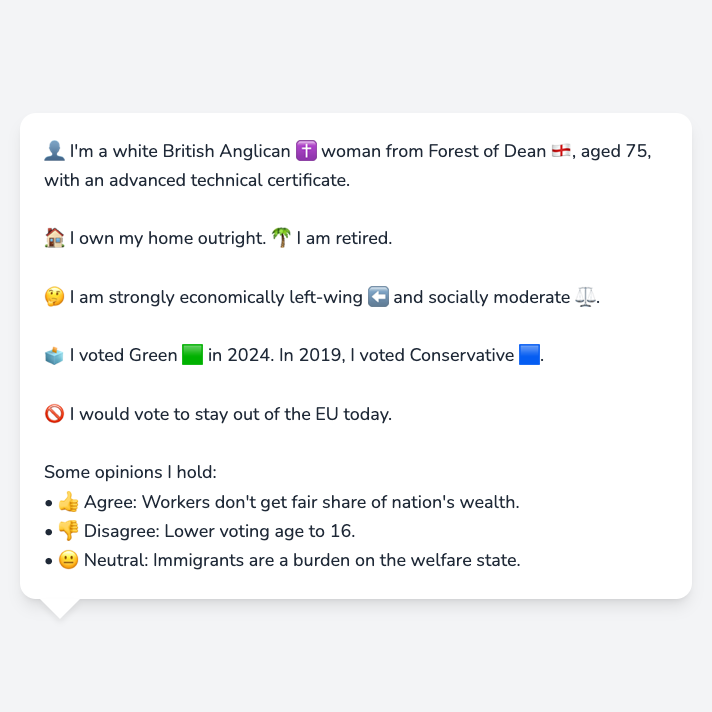 👤 I'm a white British Anglican ✝️ woman from Forest of Dean 🏴󠁧󠁢󠁥󠁮󠁧󠁿, aged 75,
with an advanced technical certificate.
🏠 I own my home outright. 🌴 I am retired.
🤔 I am strongly economically left-wing ⬅️ and socially moderate ⚖️.
🗳️ I voted Green 🟩 in 2024. In 2019, I voted Conservative 🟦.
🚫 I would vote to stay out of the EU today.
Some opinions I hold:
• 👍 Agree: Workers don't get fair share of nation's wealth.
• 👎 Disagree: Lower voting age to 16.
• 😐 Neutral: Immigrants are a burden on the welfare state.